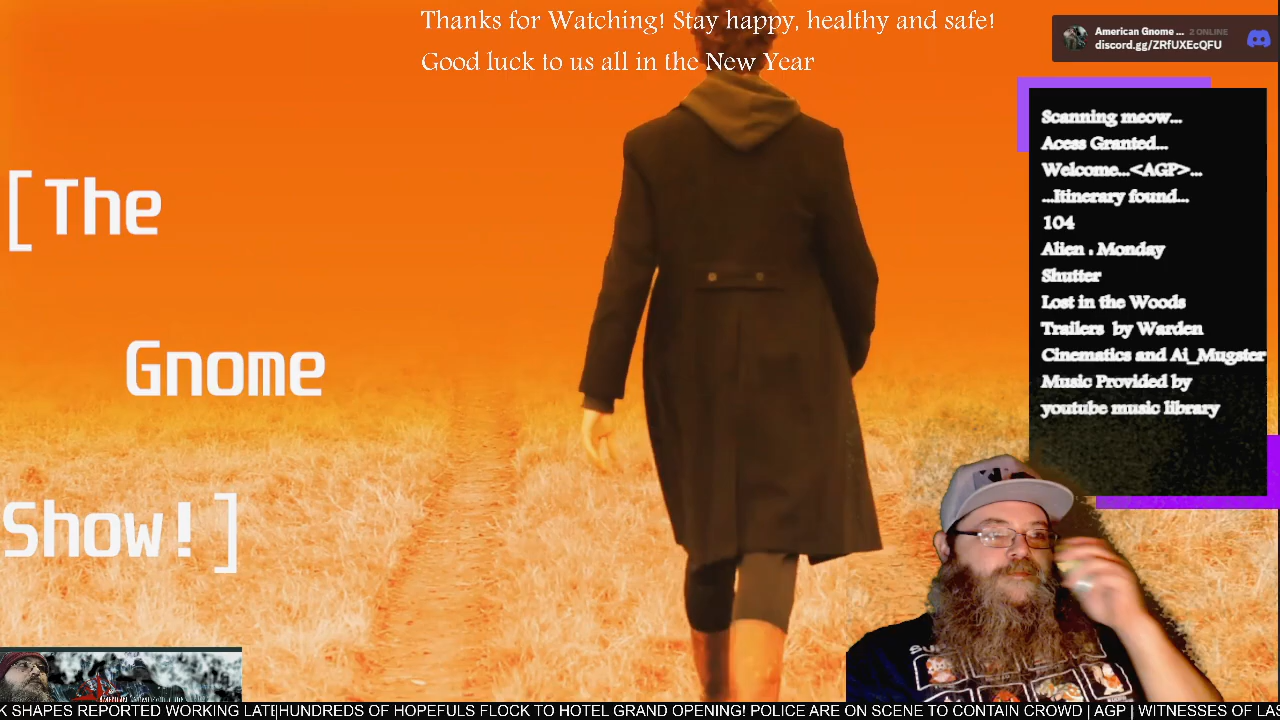 Thanks for Watching! Stay happy, healthy and safe!
Good luck to us all in the New Year
American Gnome ... 2 ONLINE
discord.gg/ZRfUXEcQFU
[The
Gnome
Show!]
Scanning meow...
Acess Granted...
Welcome...<AGP>...
...Itinerary found...
104
Alien . Monday
Shutter
Lost in the Woods
Trailers by Warden
Cinematics and Ai_Mugster
Music Provided by
youtube music library
K SHAPES REPORTED WORKING LATE|HUNDREDS OF HOPEFULS FLOCK TO HOTEL GRAND OPENING! POLICE ARE ON SCENE TO CONTAIN CROWD | AGP | WITNESSES OF LAS